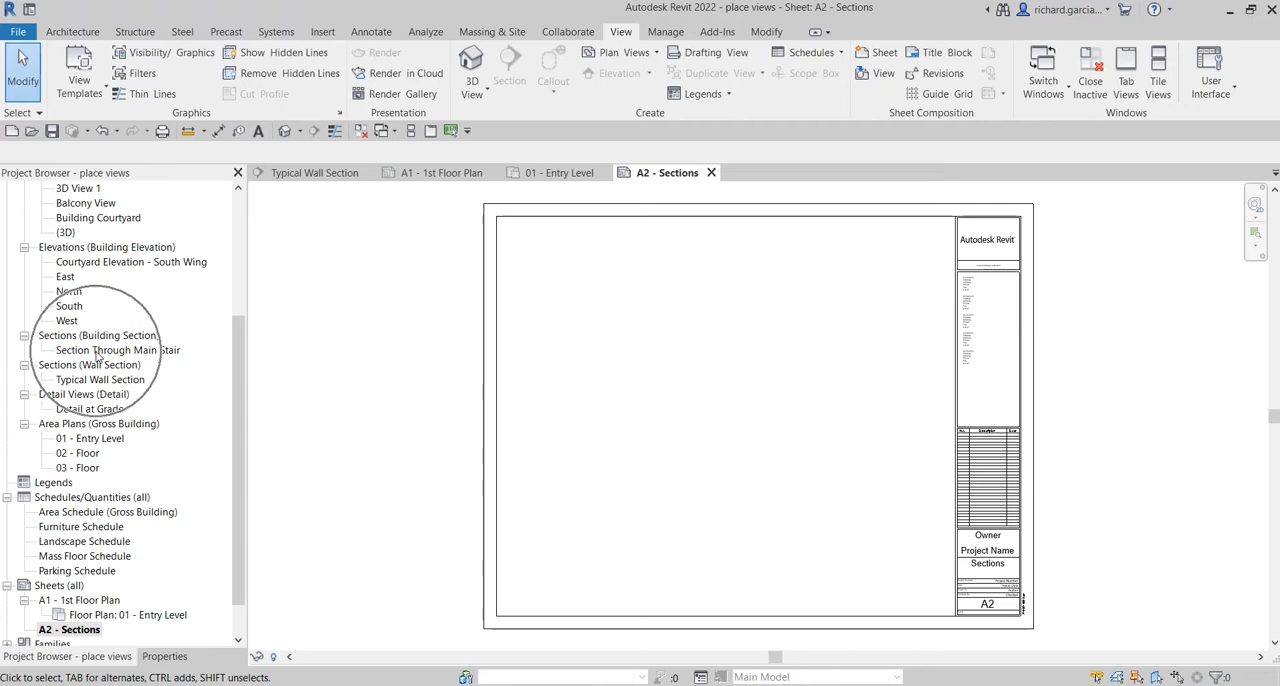 Autodesk Revit 2022 - place views - Sheet: A2 - Sections
richard.garcia...
File Architecture Structure Steel Precast Systems Insert Annotate Analyze Massing & Site Collaborate View Manage Add-Ins Modify
Modify
View
Templates
Visibility/ Graphics
Filters
Thin Lines
Show Hidden Lines
Remove Hidden Lines
Cut Profile
Render
Render in Cloud
Render Gallery
3D
View
Section
Callout
Plan Views
Elevation
Drafting View
Duplicate View
Legends
Schedules
Scope Box
Sheet
View
Title Block
Revisions
Guide Grid
Switch
Windows
Close
Inactive
Tab
Views
Tile
Views
User
Interface
Select
Graphics
Presentation
Create
Sheet Composition
Windows
Project Browser - place views
Typical Wall Section
A1 - 1st Floor Plan
01 - Entry Level
A2 - Sections
3D View 1
Balcony View
Building Courtyard
{3D}
Elevations (Building Elevation)
Courtyard Elevation - South Wing
East
North
South
West
Sections (Building Section)
Section Through Main Stair
Sections (Wall Section)
Typical Wall Section
Detail Views (Detail)
Detail at Grade
Area Plans (Gross Building)
01 - Entry Level
02 - Floor
03 - Floor
Legends
Schedules/Quantities (all)
Area Schedule (Gross Building)
Furniture Schedule
Landscape Schedule
Mass Floor Schedule
Parking Schedule
Sheets (all)
A1 - 1st Floor Plan
Floor Plan: 01 - Entry Level
A2 - Sections
Families
Autodesk Revit
No. Description Date
Owner
Project Name
Sections
A2
Project Browser - place views
Properties
Click to select, TAB for alternates, CTRL adds, SHIFT unselects.
:0
Main Model
:0